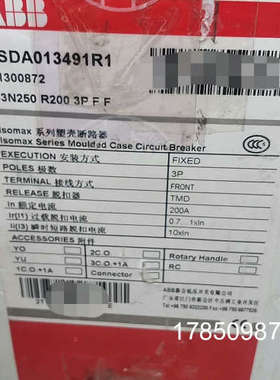 ABB
SDA013491R1
1300872
3N250 R200 3P F F
Isomax 系列塑壳断路器
Isomax Series Moulded Case Circuit Breaker
EXECUTION 安装方式 FIXED
POLES 极数 3P
TERMINAL 接线方式 FRONT
RELEASE 脱扣器 TMD
In 额定电流 200A
Ir(I1) 过载脱扣电流 0.7..1xIn
Ii(I3) 瞬时短路脱扣电流 10xIn
ACCESSORIES 附件
YO 2C.O. Rotary Handle
YU 3C.O.+1A RC
1C.O.+1A Connector
17850987